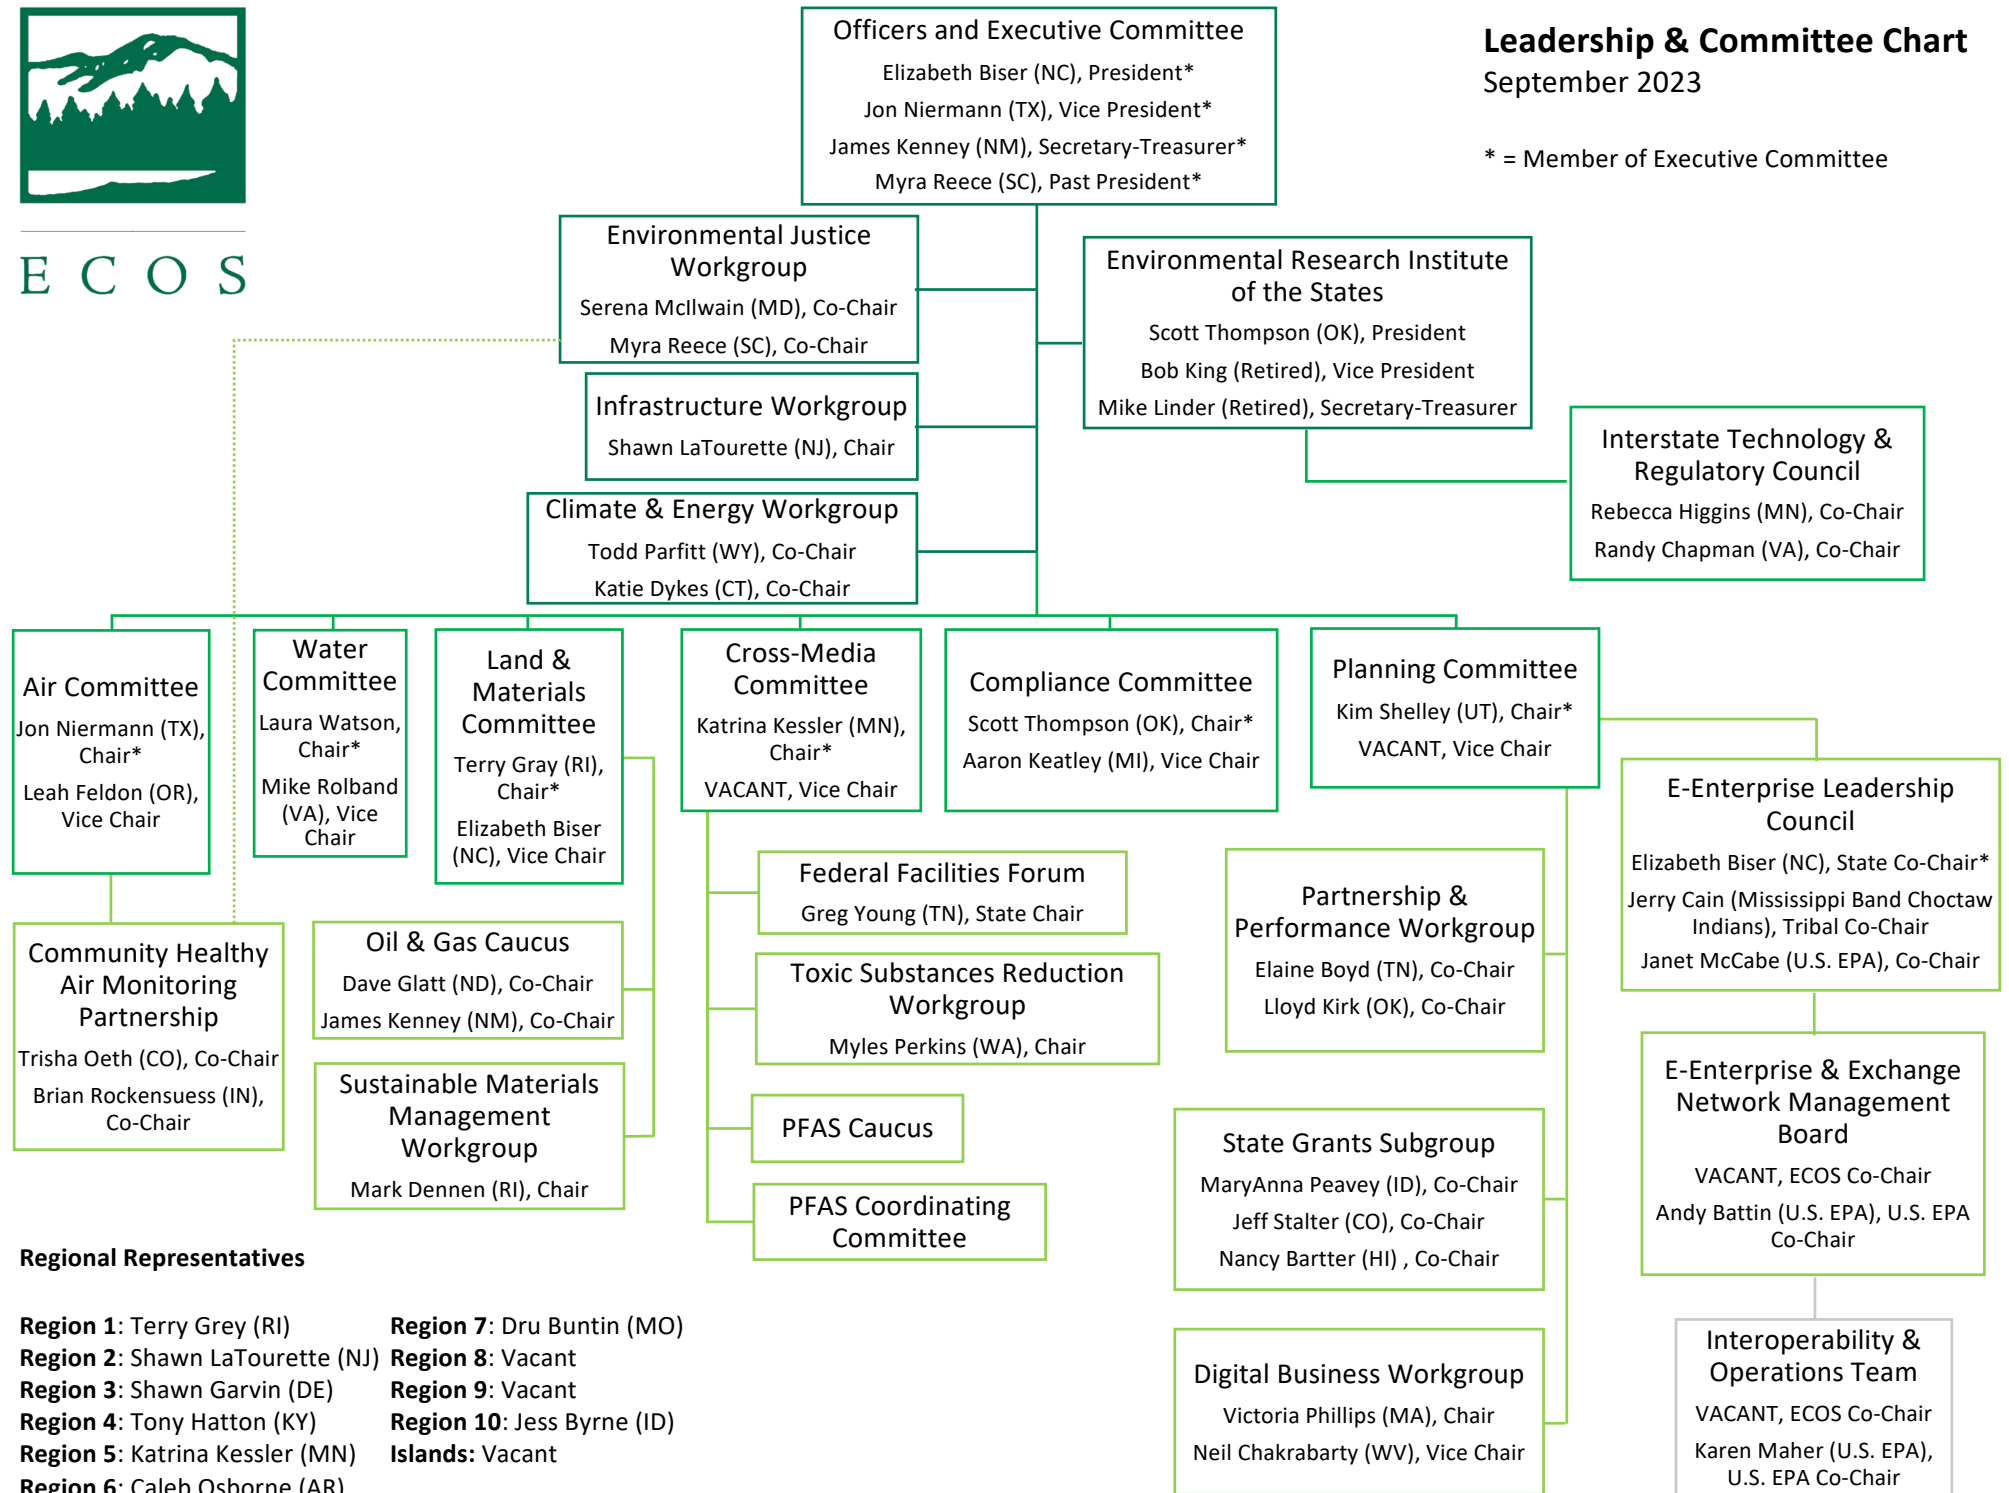 ECOS
Officers and Executive Committee
Elizabeth Biser (NC), President*
Jon Niermann (TX), Vice President*
James Kenney (NM), Secretary-Treasurer*
Myra Reece (SC), Past President*
Leadership & Committee Chart
September 2023
* = Member of Executive Committee
Environmental Justice
Workgroup
Serena McIlwain (MD), Co-Chair
Myra Reece (SC), Co-Chair
Environmental Research Institute
of the States
Scott Thompson (OK), President
Bob King (Retired), Vice President
Mike Linder (Retired), Secretary-Treasurer
Infrastructure Workgroup
Shawn LaTourette (NJ), Chair
Interstate Technology &
Regulatory Council
Rebecca Higgins (MN), Co-Chair
Randy Chapman (VA), Co-Chair
Climate & Energy Workgroup
Todd Parfitt (WY), Co-Chair
Katie Dykes (CT), Co-Chair
Air Committee
Jon Niermann (TX),
Chair*
Leah Feldon (OR),
Vice Chair
Water
Committee
Laura Watson,
Chair*
Mike Rolband
(VA), Vice
Chair
Land &
Materials
Committee
Terry Gray (RI),
Chair*
Elizabeth Biser
(NC), Vice Chair
Cross-Media
Committee
Katrina Kessler (MN),
Chair*
VACANT, Vice Chair
Compliance Committee
Scott Thompson (OK), Chair*
Aaron Keatley (MI), Vice Chair
Planning Committee
Kim Shelley (UT), Chair*
VACANT, Vice Chair
E-Enterprise Leadership
Council
Elizabeth Biser (NC), State Co-Chair*
Jerry Cain (Mississippi Band Choctaw
Indians), Tribal Co-Chair
Janet McCabe (U.S. EPA), Co-Chair
Community Healthy
Air Monitoring
Partnership
Trisha Oeth (CO), Co-Chair
Brian Rockensuess (IN),
Co-Chair
Oil & Gas Caucus
Dave Glatt (ND), Co-Chair
James Kenney (NM), Co-Chair
Sustainable Materials
Management
Workgroup
Mark Dennen (RI), Chair
Federal Facilities Forum
Greg Young (TN), State Chair
Toxic Substances Reduction
Workgroup
Myles Perkins (WA), Chair
PFAS Caucus
PFAS Coordinating
Committee
Partnership &
Performance Workgroup
Elaine Boyd (TN), Co-Chair
Lloyd Kirk (OK), Co-Chair
State Grants Subgroup
MaryAnna Peavey (ID), Co-Chair
Jeff Stalter (CO), Co-Chair
Nancy Bartter (HI) , Co-Chair
Digital Business Workgroup
Victoria Phillips (MA), Chair
Neil Chakrabarty (WV), Vice Chair
E-Enterprise & Exchange
Network Management
Board
VACANT, ECOS Co-Chair
Andy Battin (U.S. EPA), U.S. EPA
Co-Chair
Interoperability &
Operations Team
VACANT, ECOS Co-Chair
Karen Maher (U.S. EPA),
U.S. EPA Co-Chair
Regional Representatives
Region 1: Terry Grey (RI)
Region 2: Shawn LaTourette (NJ)
Region 3: Shawn Garvin (DE)
Region 4: Tony Hatton (KY)
Region 5: Katrina Kessler (MN)
Region 6: Caleb Osborne (AR)
Region 7: Dru Buntin (MO)
Region 8: Vacant
Region 9: Vacant
Region 10: Jess Byrne (ID)
Islands: Vacant